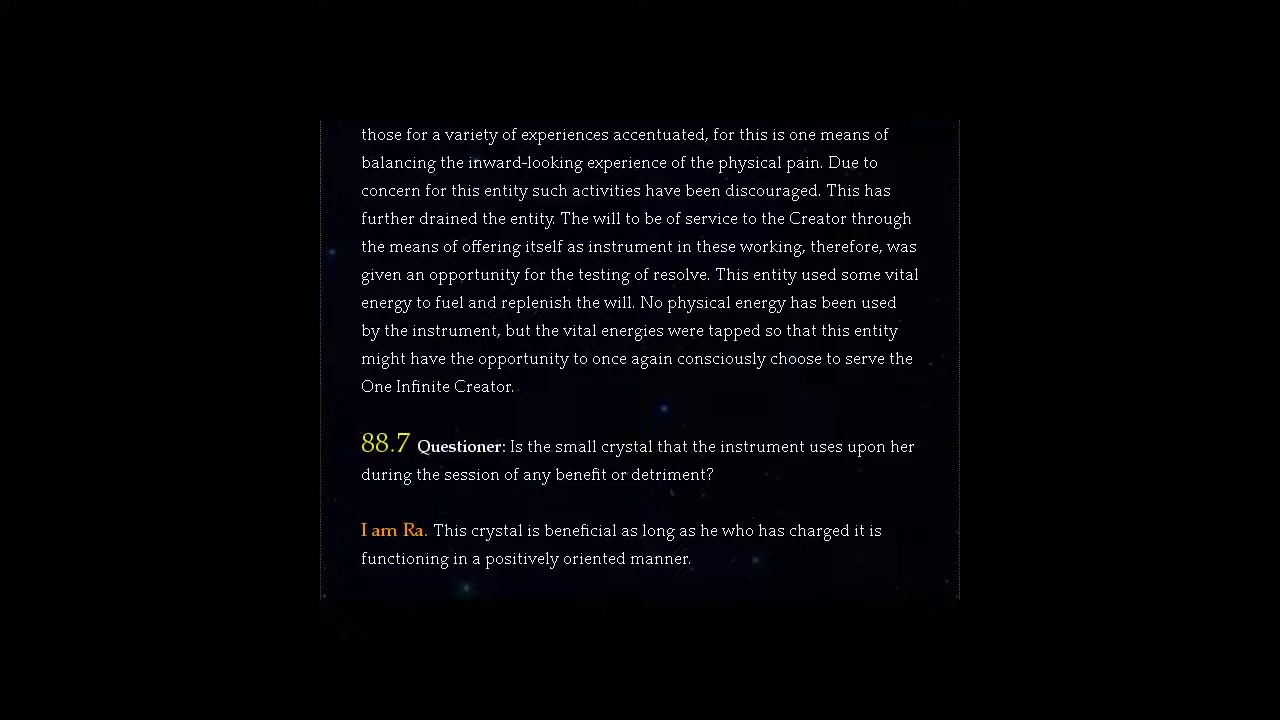 those for a variety of experiences accentuated, for this is one means of
balancing the inward-looking experience of the physical pain. Due to
concern for this entity such activities have been discouraged. This has
further drained the entity. The will to be of service to the Creator through
the means of offering itself as instrument in these working, therefore, was
given an opportunity for the testing of resolve. This entity used some vital
energy to fuel and replenish the will. No physical energy has been used
by the instrument, but the vital energies were tapped so that this entity
might have the opportunity to once again consciously choose to serve the
One Infinite Creator.
88.7 Questioner: Is the small crystal that the instrument uses upon her
during the session of any benefit or detriment?
I am Ra. This crystal is beneficial as long as he who has charged it is
functioning in a positively oriented manner.